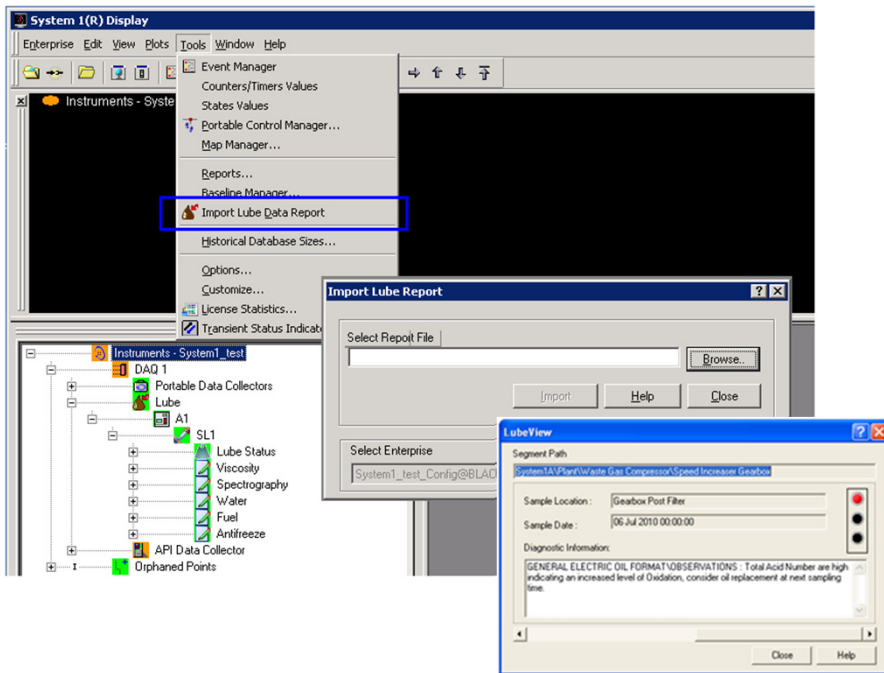 System 1(R) Display
Enterprise Edit View Plots Tools Window Help
Event Manager
Counters/Timers Values
States Values
Portable Control Manager...
Map Manager...
Reports...
Baseline Manager...
Import Lube Data Report
Historical Database Sizes...
Options...
Customize...
License Statistics...
Transient Status Indicat
Instruments - Syste
Import Lube Report
Select Report File
Browse..
Import Help Close
Select Enterprise
System1_test_Config@BLAC
Instruments - System1_test
DAQ 1
Portable Data Collectors
Lube
A1
SL1
Lube Status
Viscosity
Spectrography
Water
Fuel
Antifreeze
API Data Collector
Orphaned Points
LubeView
Segment Path
System1A\Plant\Waste Gas Compressor\Speed Increaser Gearbox
Sample Location : Gearbox Post Filter
Sample Date : 06 Jul 2010 00:00:00
Diagnostic Information:
GENERAL ELECTRIC OIL FORMAT\OBSERVATIONS : Total Acid Number are high
indicating an increased level of Oxidation, consider oil replacement at next sampling
time.
Close Help